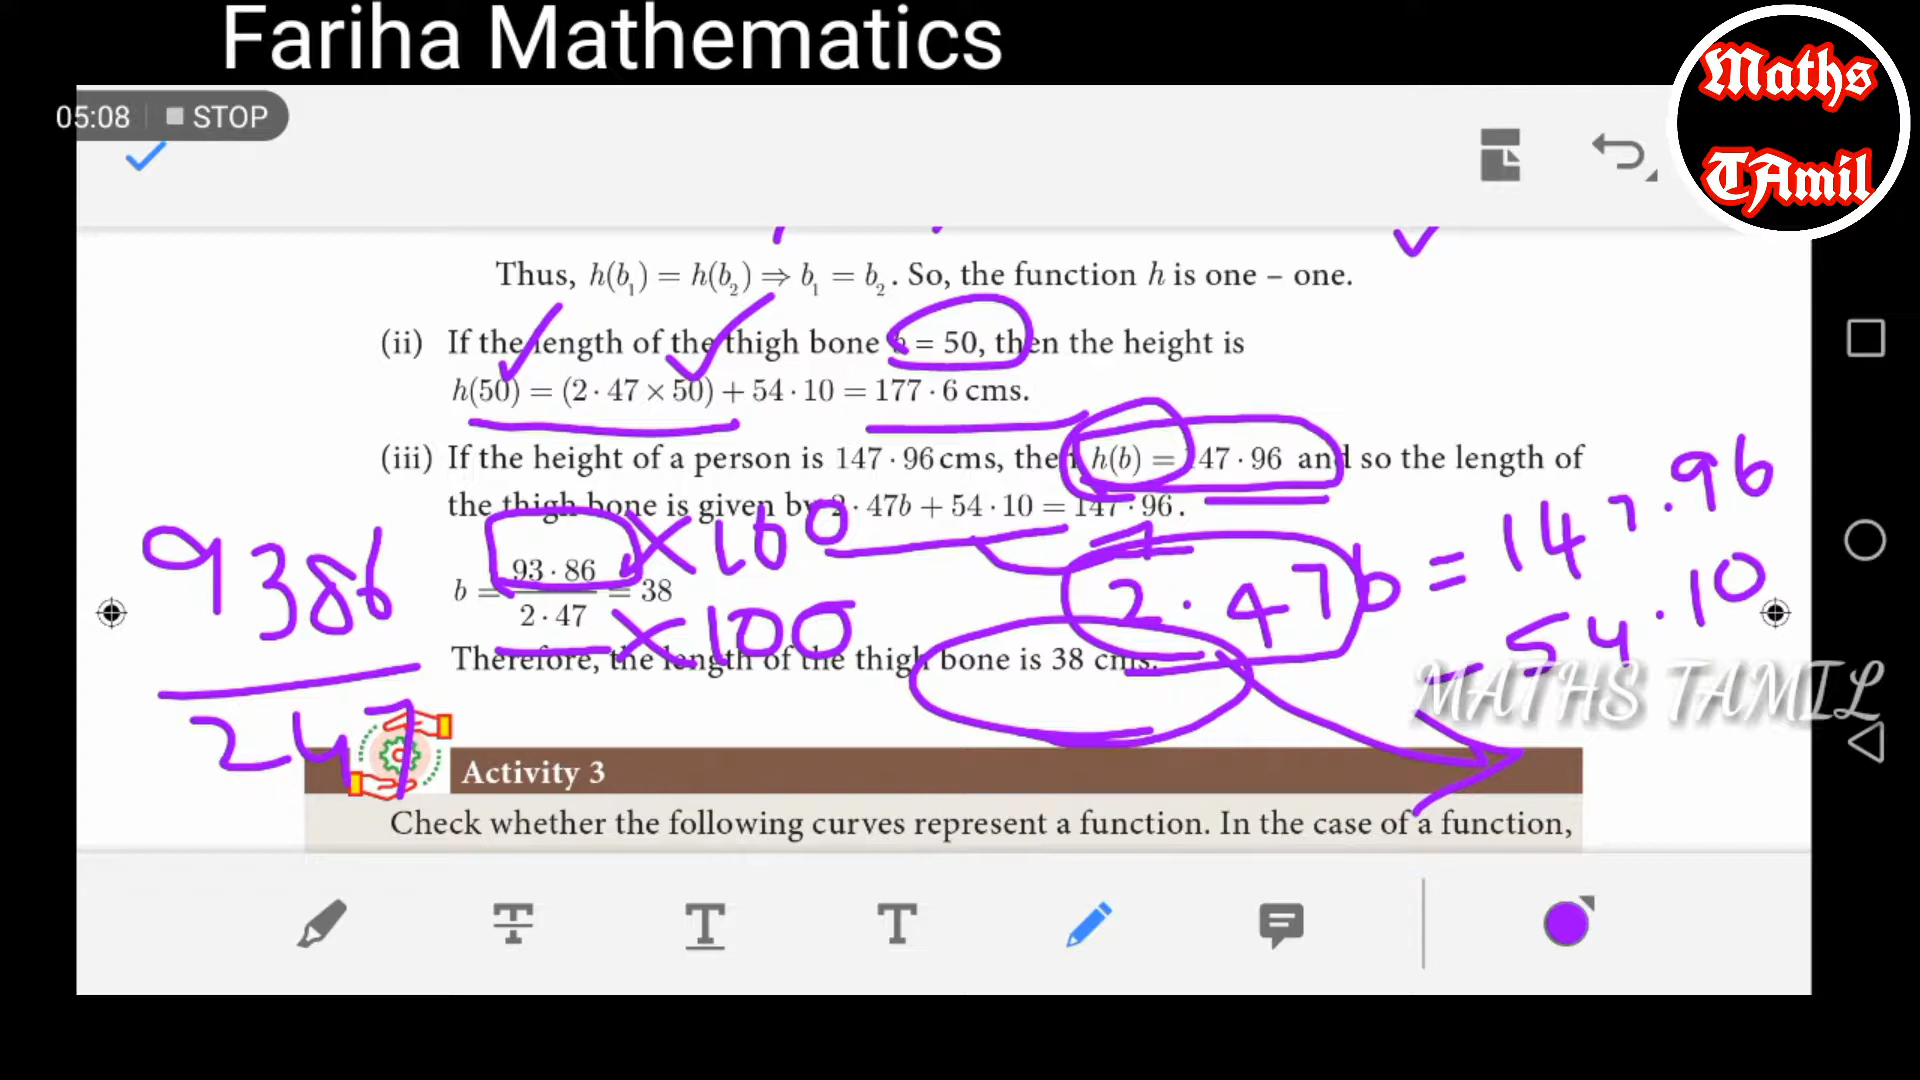 Fariha Mathematics
Maths
TAmil
05:08 STOP
Thus, h(b₁) = h(b₂) ⇒ b₁ = b₂. So, the function h is one – one.
(ii) If the length of the thigh bone b = 50, then the height is
h(50) = (2·47 × 50) + 54·10 = 177·6 cms.
(iii) If the height of a person is 147·96 cms, then h(b) = 147·96 and so the length of
the thigh bone is given by 2·47b + 54·10 = 147·96.
b = 93·86 / 2·47 = 38
×100
×100
9386
247
2.47b = 147.96
- 54.10
Therefore, the length of the thigh bone is 38 cms.
MATHS TAMIL
Activity 3
Check whether the following curves represent a function. In the case of a function,
T T T